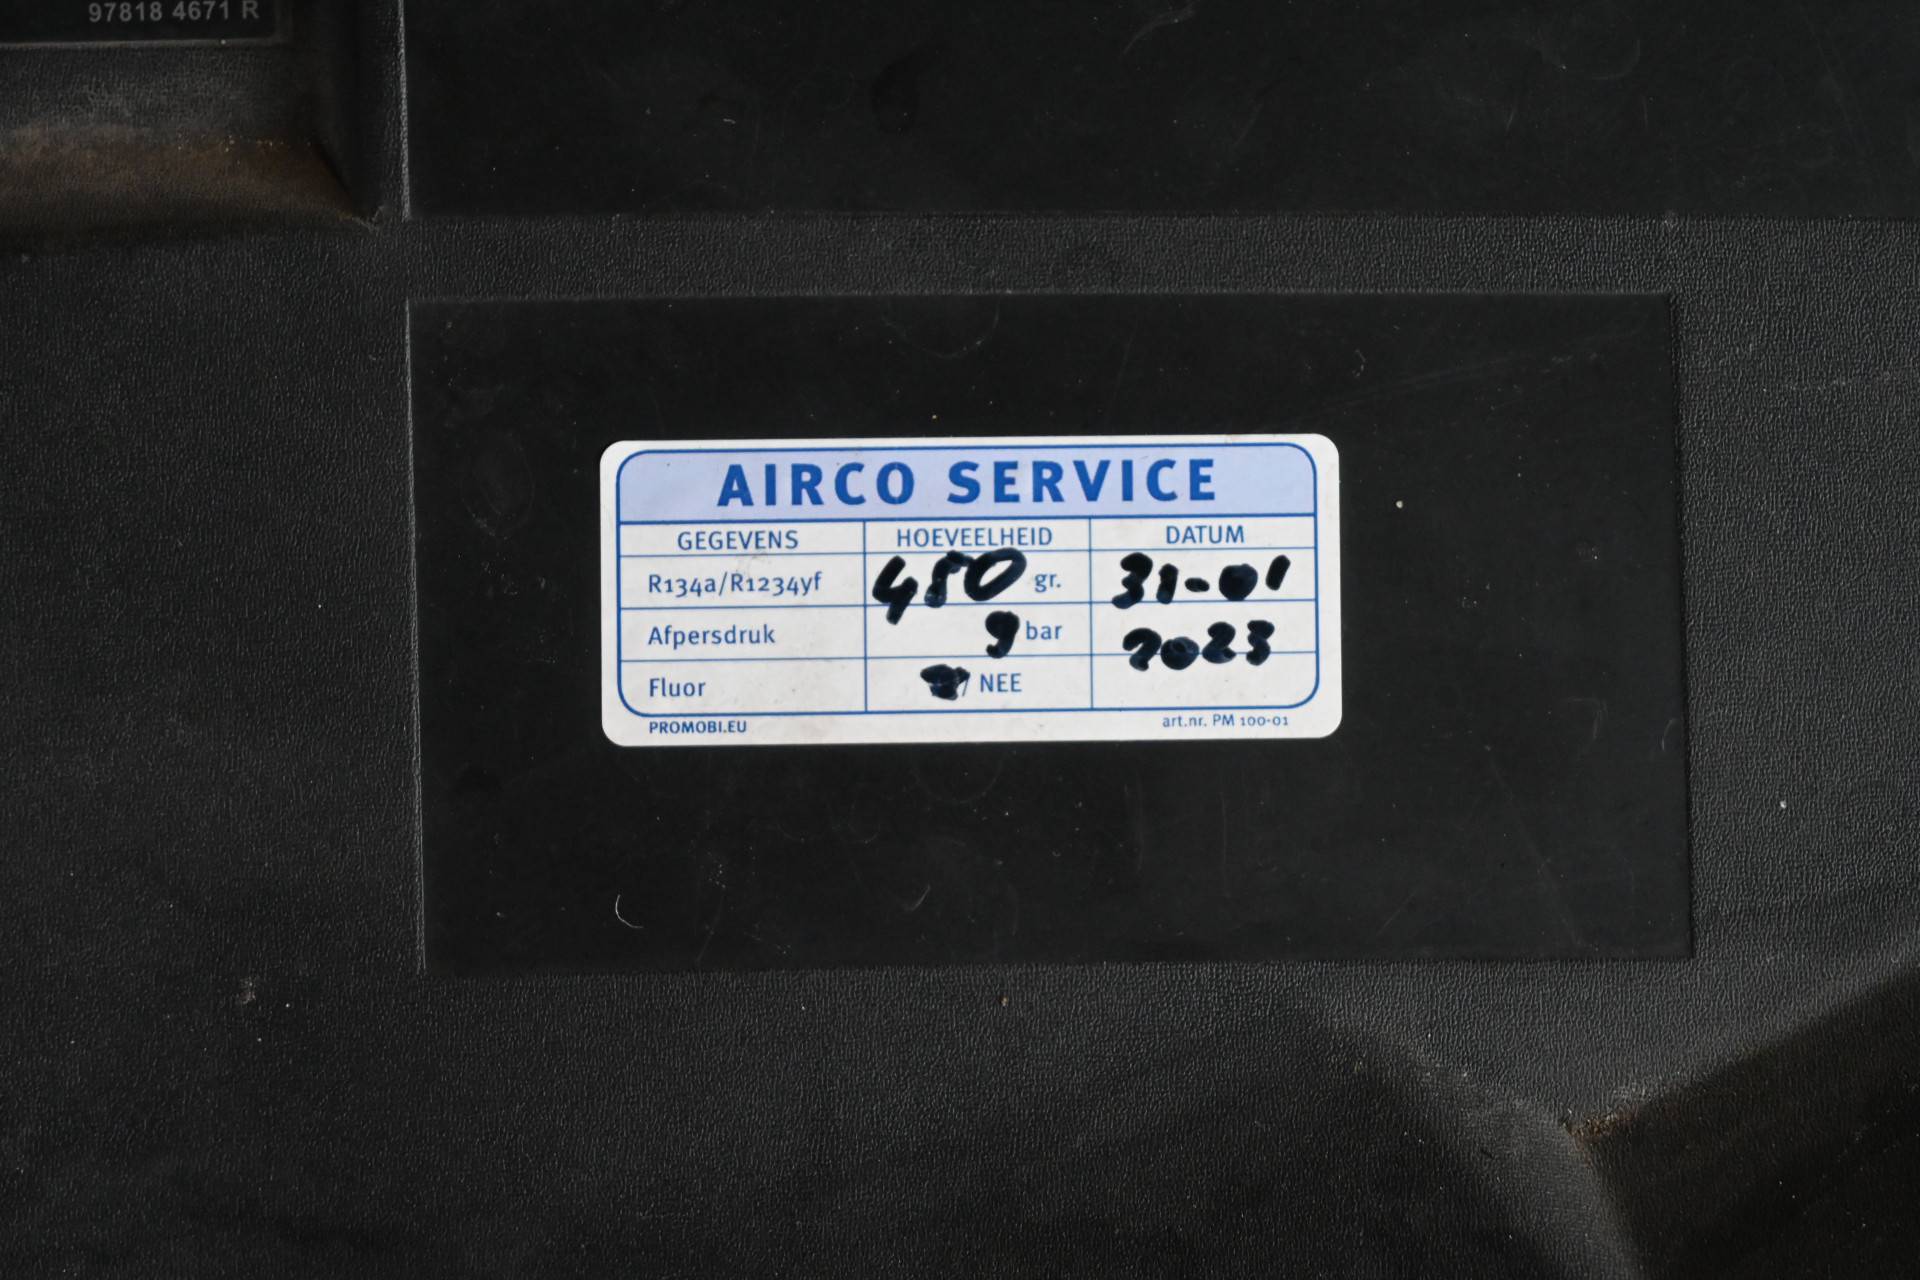 97818 4671 R
AIRCO SERVICE
GEGEVENS HOEVEELHEID DATUM
R134a/R1234yf 450 gr. 31-01
Afpersdruk 9 bar 2023
Fluor / NEE
PROMOBI.EU art.nr. PM 100-01